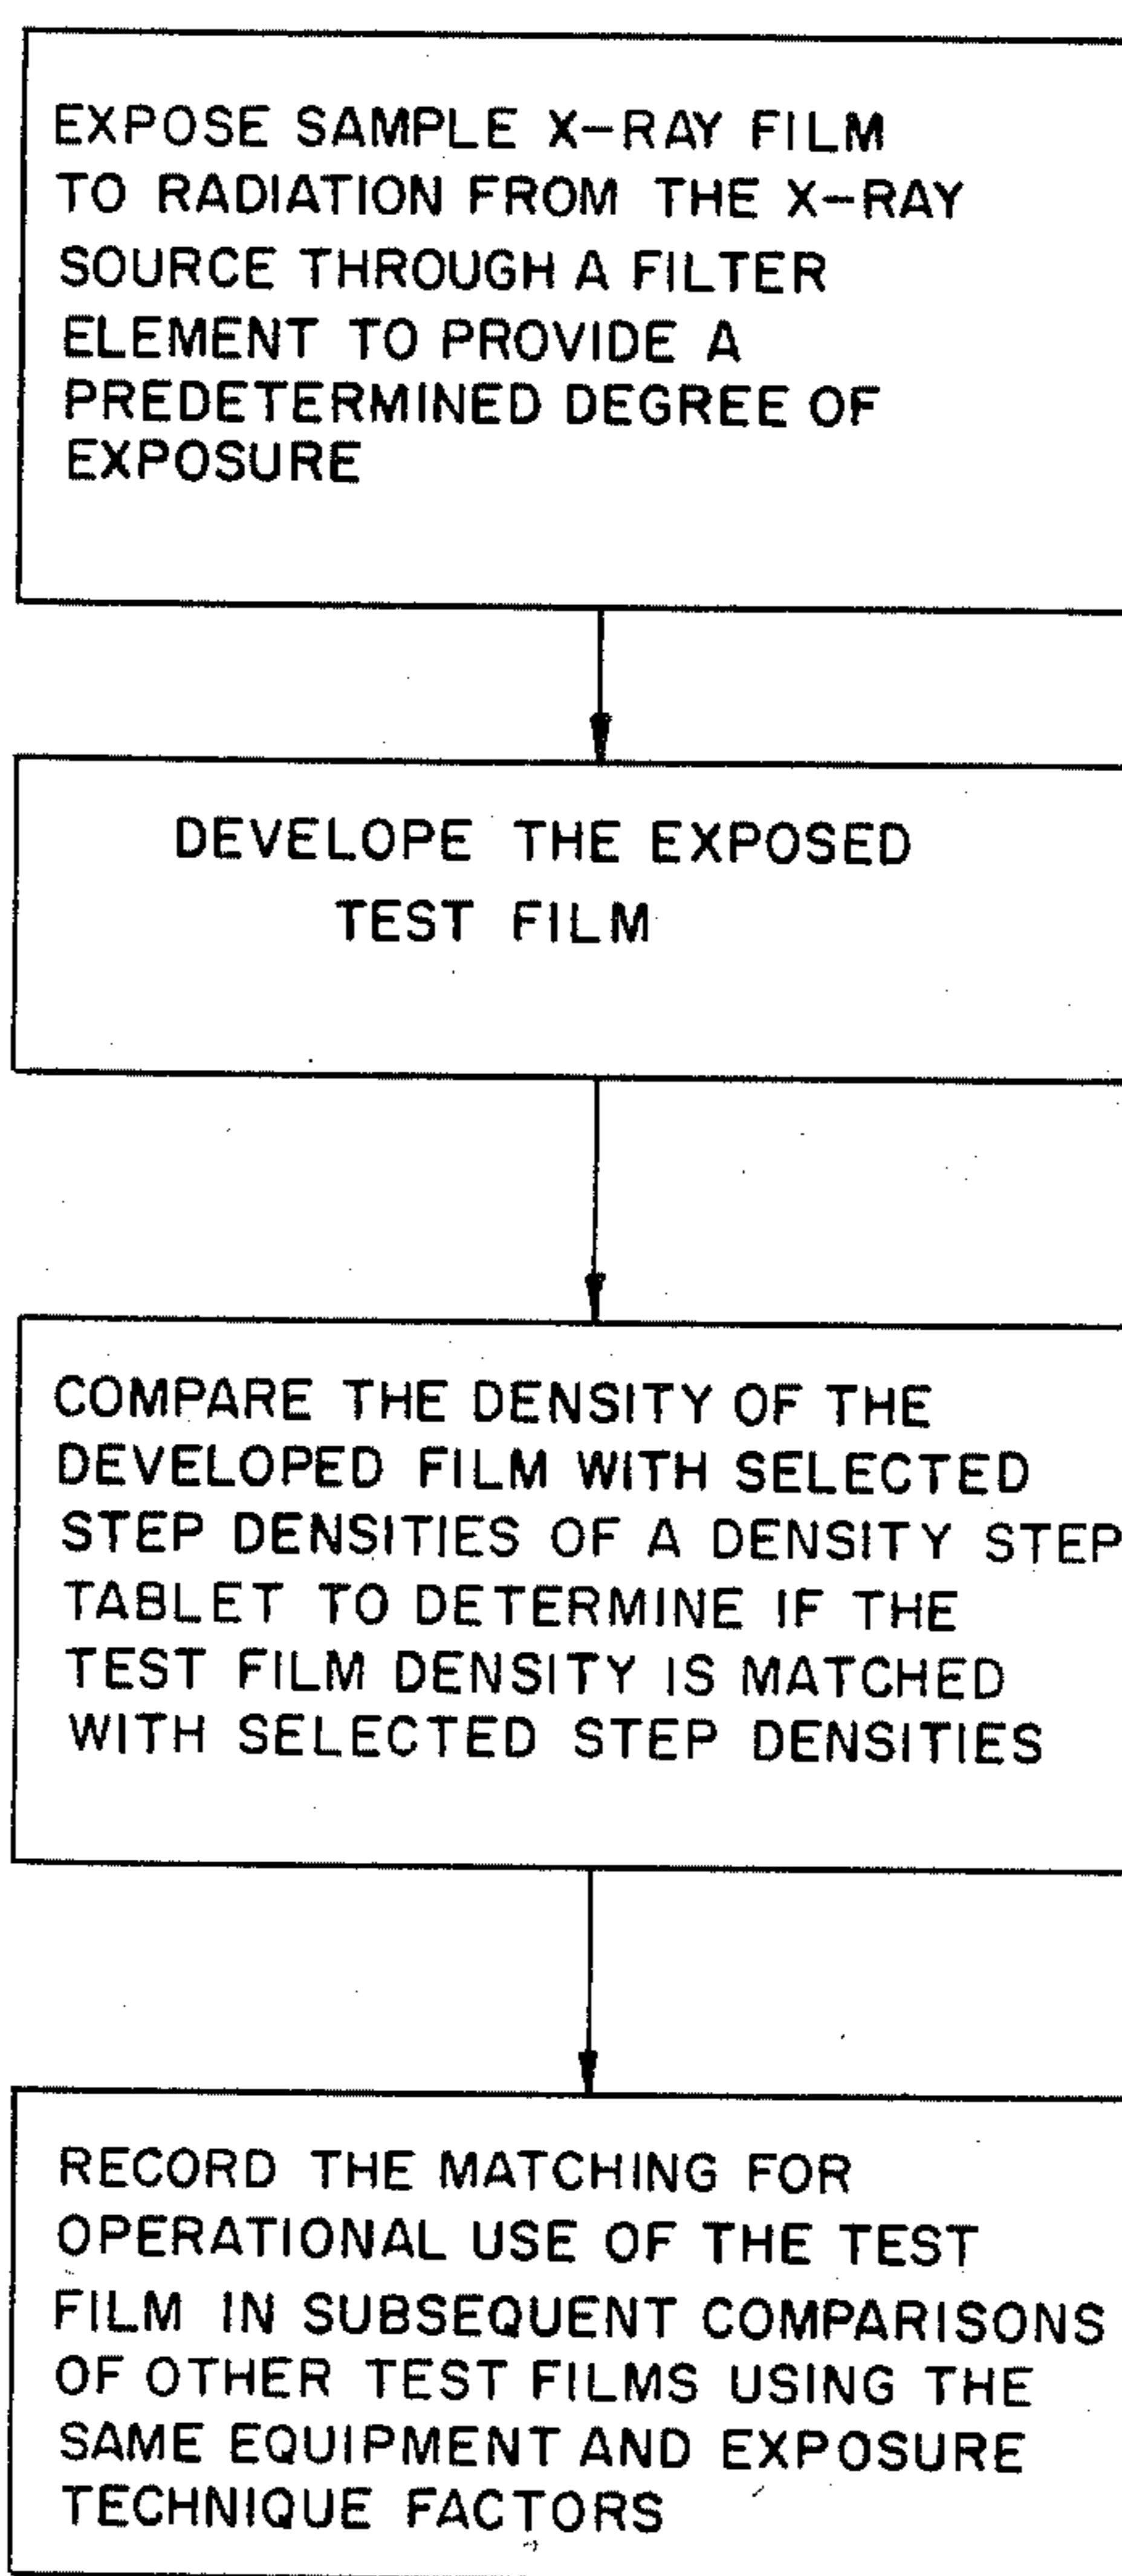 EXPOSE SAMPLE X-RAY FILM
TO RADIATION FROM THE X-RAY
SOURCE THROUGH A FILTER
ELEMENT TO PROVIDE A
PREDETERMINED DEGREE OF
EXPOSURE
DEVELOPE THE EXPOSED
TEST FILM
COMPARE THE DENSITY OF THE
DEVELOPED FILM WITH SELECTED
STEP DENSITIES OF A DENSITY STEP
TABLET TO DETERMINE IF THE
TEST FILM DENSITY IS MATCHED
WITH SELECTED STEP DENSITIES
RECORD THE MATCHING FOR
OPERATIONAL USE OF THE TEST
FILM IN SUBSEQUENT COMPARISONS
OF OTHER TEST FILMS USING THE
SAME EQUIPMENT AND EXPOSURE
TECHNIQUE FACTORS